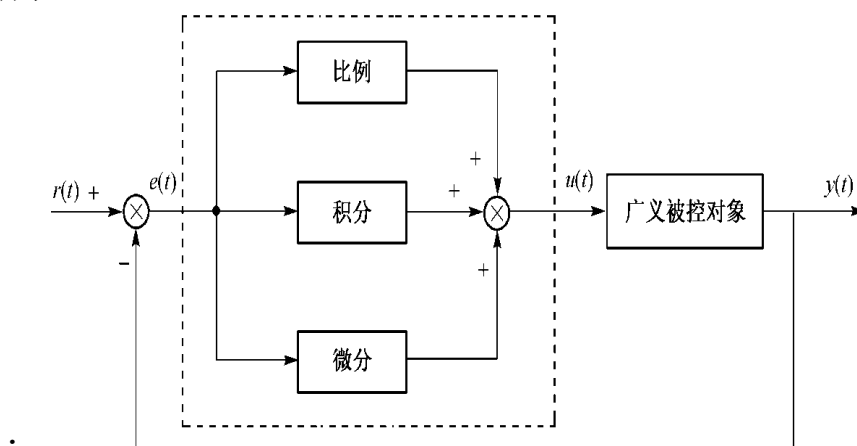 比例
r(t) +
e(t)
+
积分
+
u(t)
广义被控对象
y(t)
−
+
微分